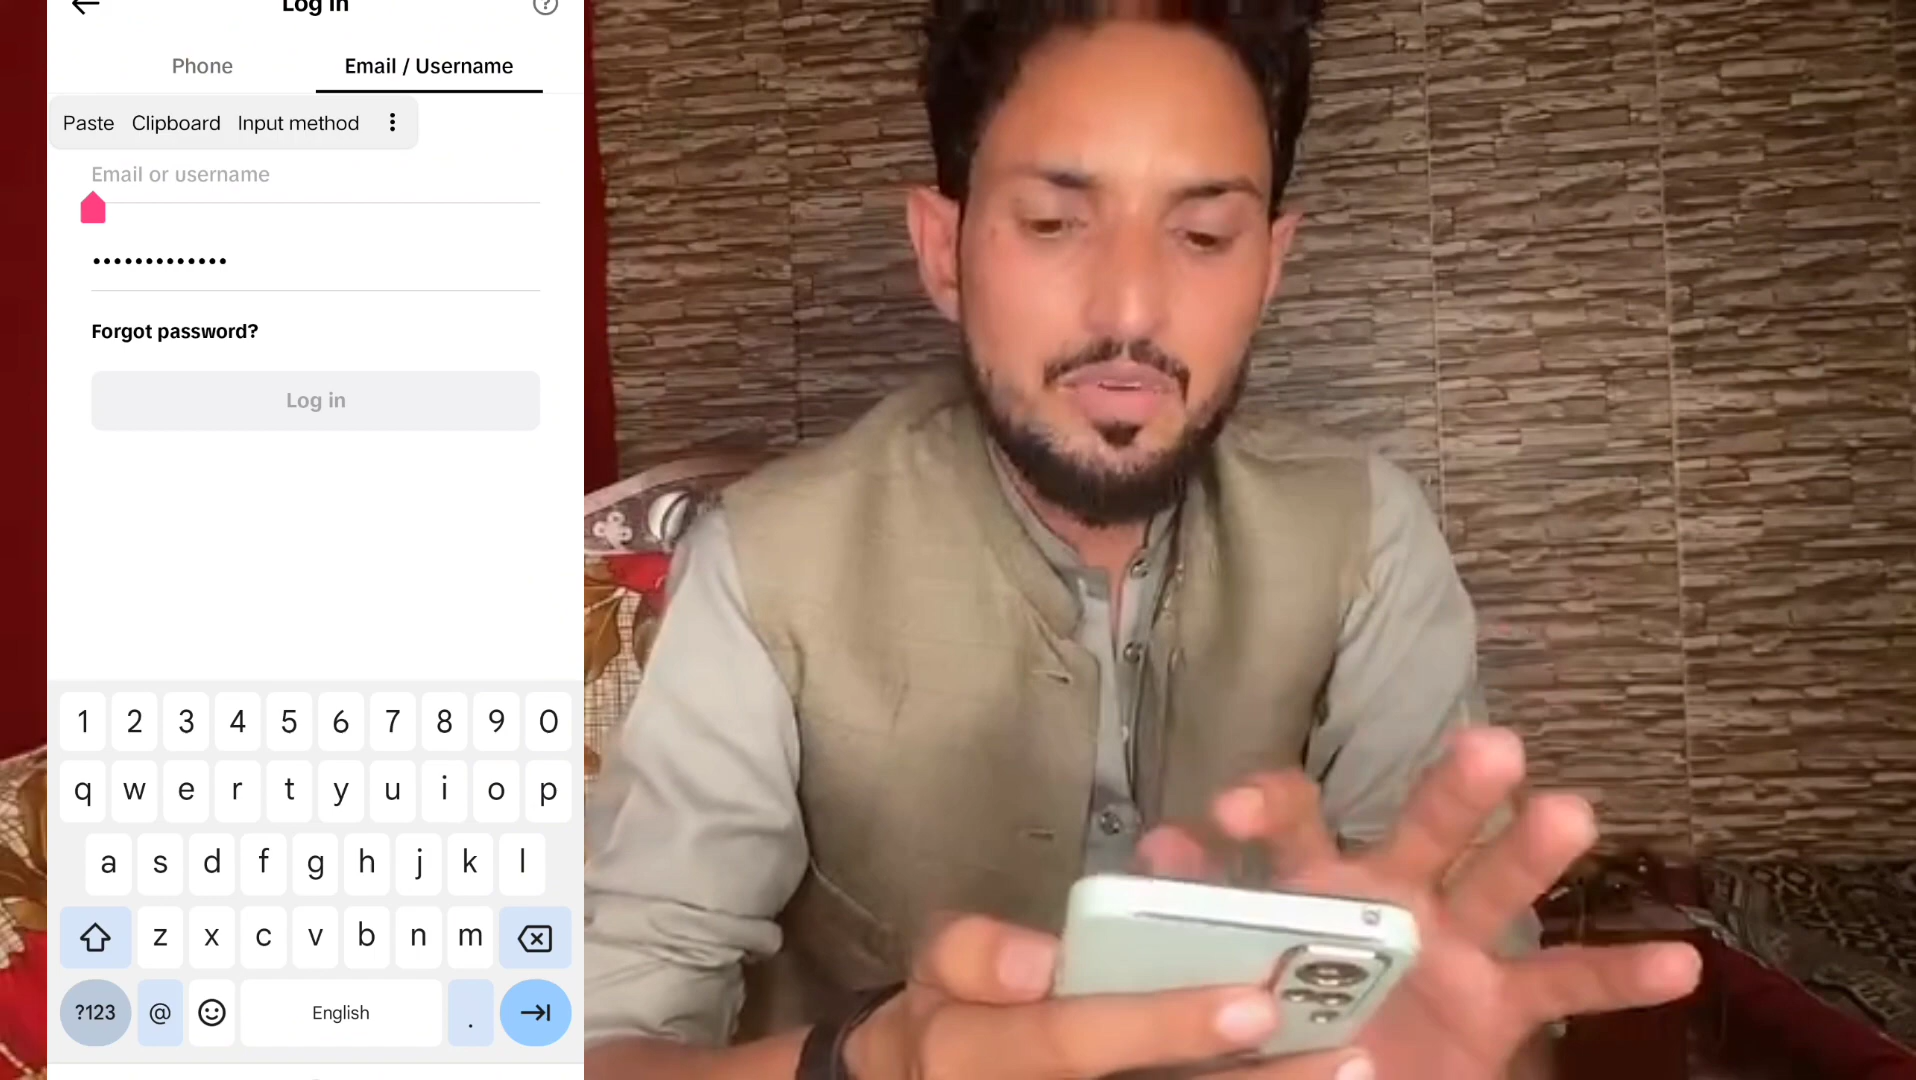 Log in
Phone Email / Username
Paste Clipboard Input method
Email or username
•••••••••••••
Forgot password?
Log in
1 2 3 4 5 6 7 8 9 0
q w e r t y u i o p
a s d f g h j k l
z x c v b n m
?123 @ English .